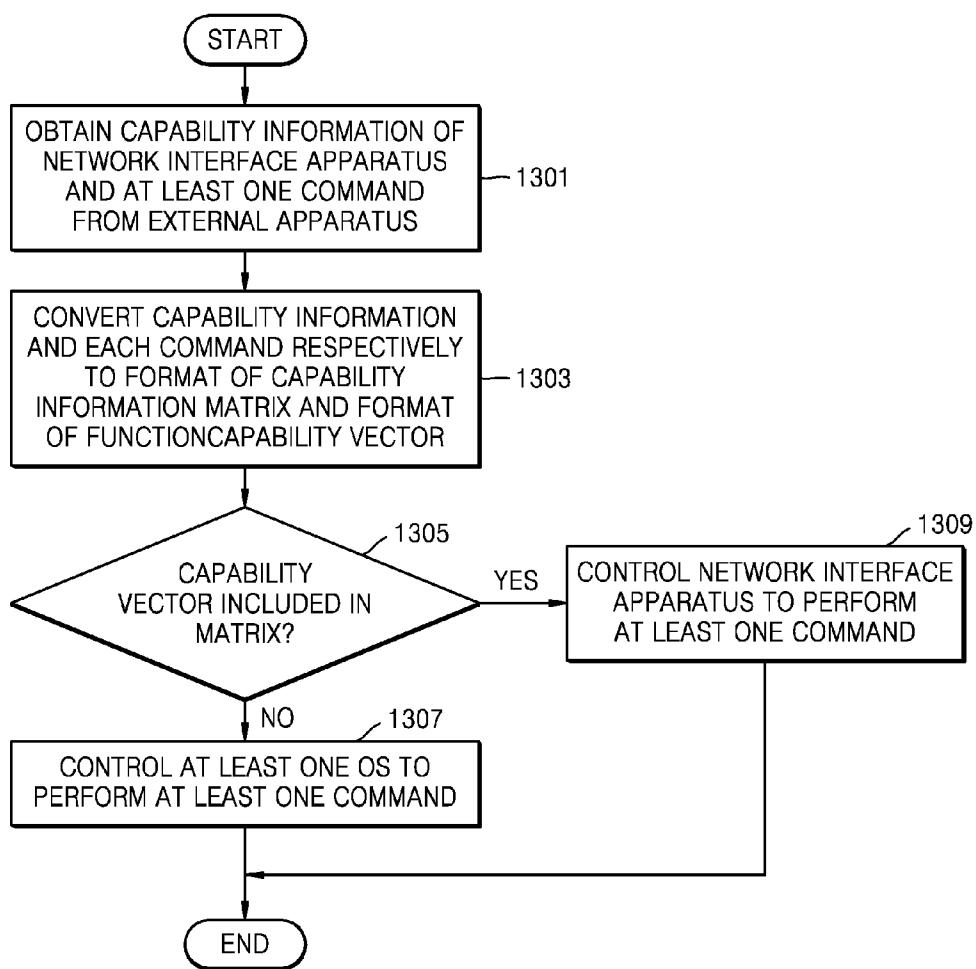 START
OBTAIN CAPABILITY INFORMATION OF
NETWORK INTERFACE APPARATUS
AND AT LEAST ONE COMMAND
FROM EXTERNAL APPARATUS
1301
CONVERT CAPABILITY INFORMATION
AND EACH COMMAND RESPECTIVELY
TO FORMAT OF CAPABILITY
INFORMATION MATRIX AND FORMAT
OF FUNCTIONCAPABILITY VECTOR
1303
1305
CAPABILITY
VECTOR INCLUDED IN
MATRIX?
YES
1309
CONTROL NETWORK INTERFACE
APPARATUS TO PERFORM
AT LEAST ONE COMMAND
NO
1307
CONTROL AT LEAST ONE OS TO
PERFORM AT LEAST ONE COMMAND
END